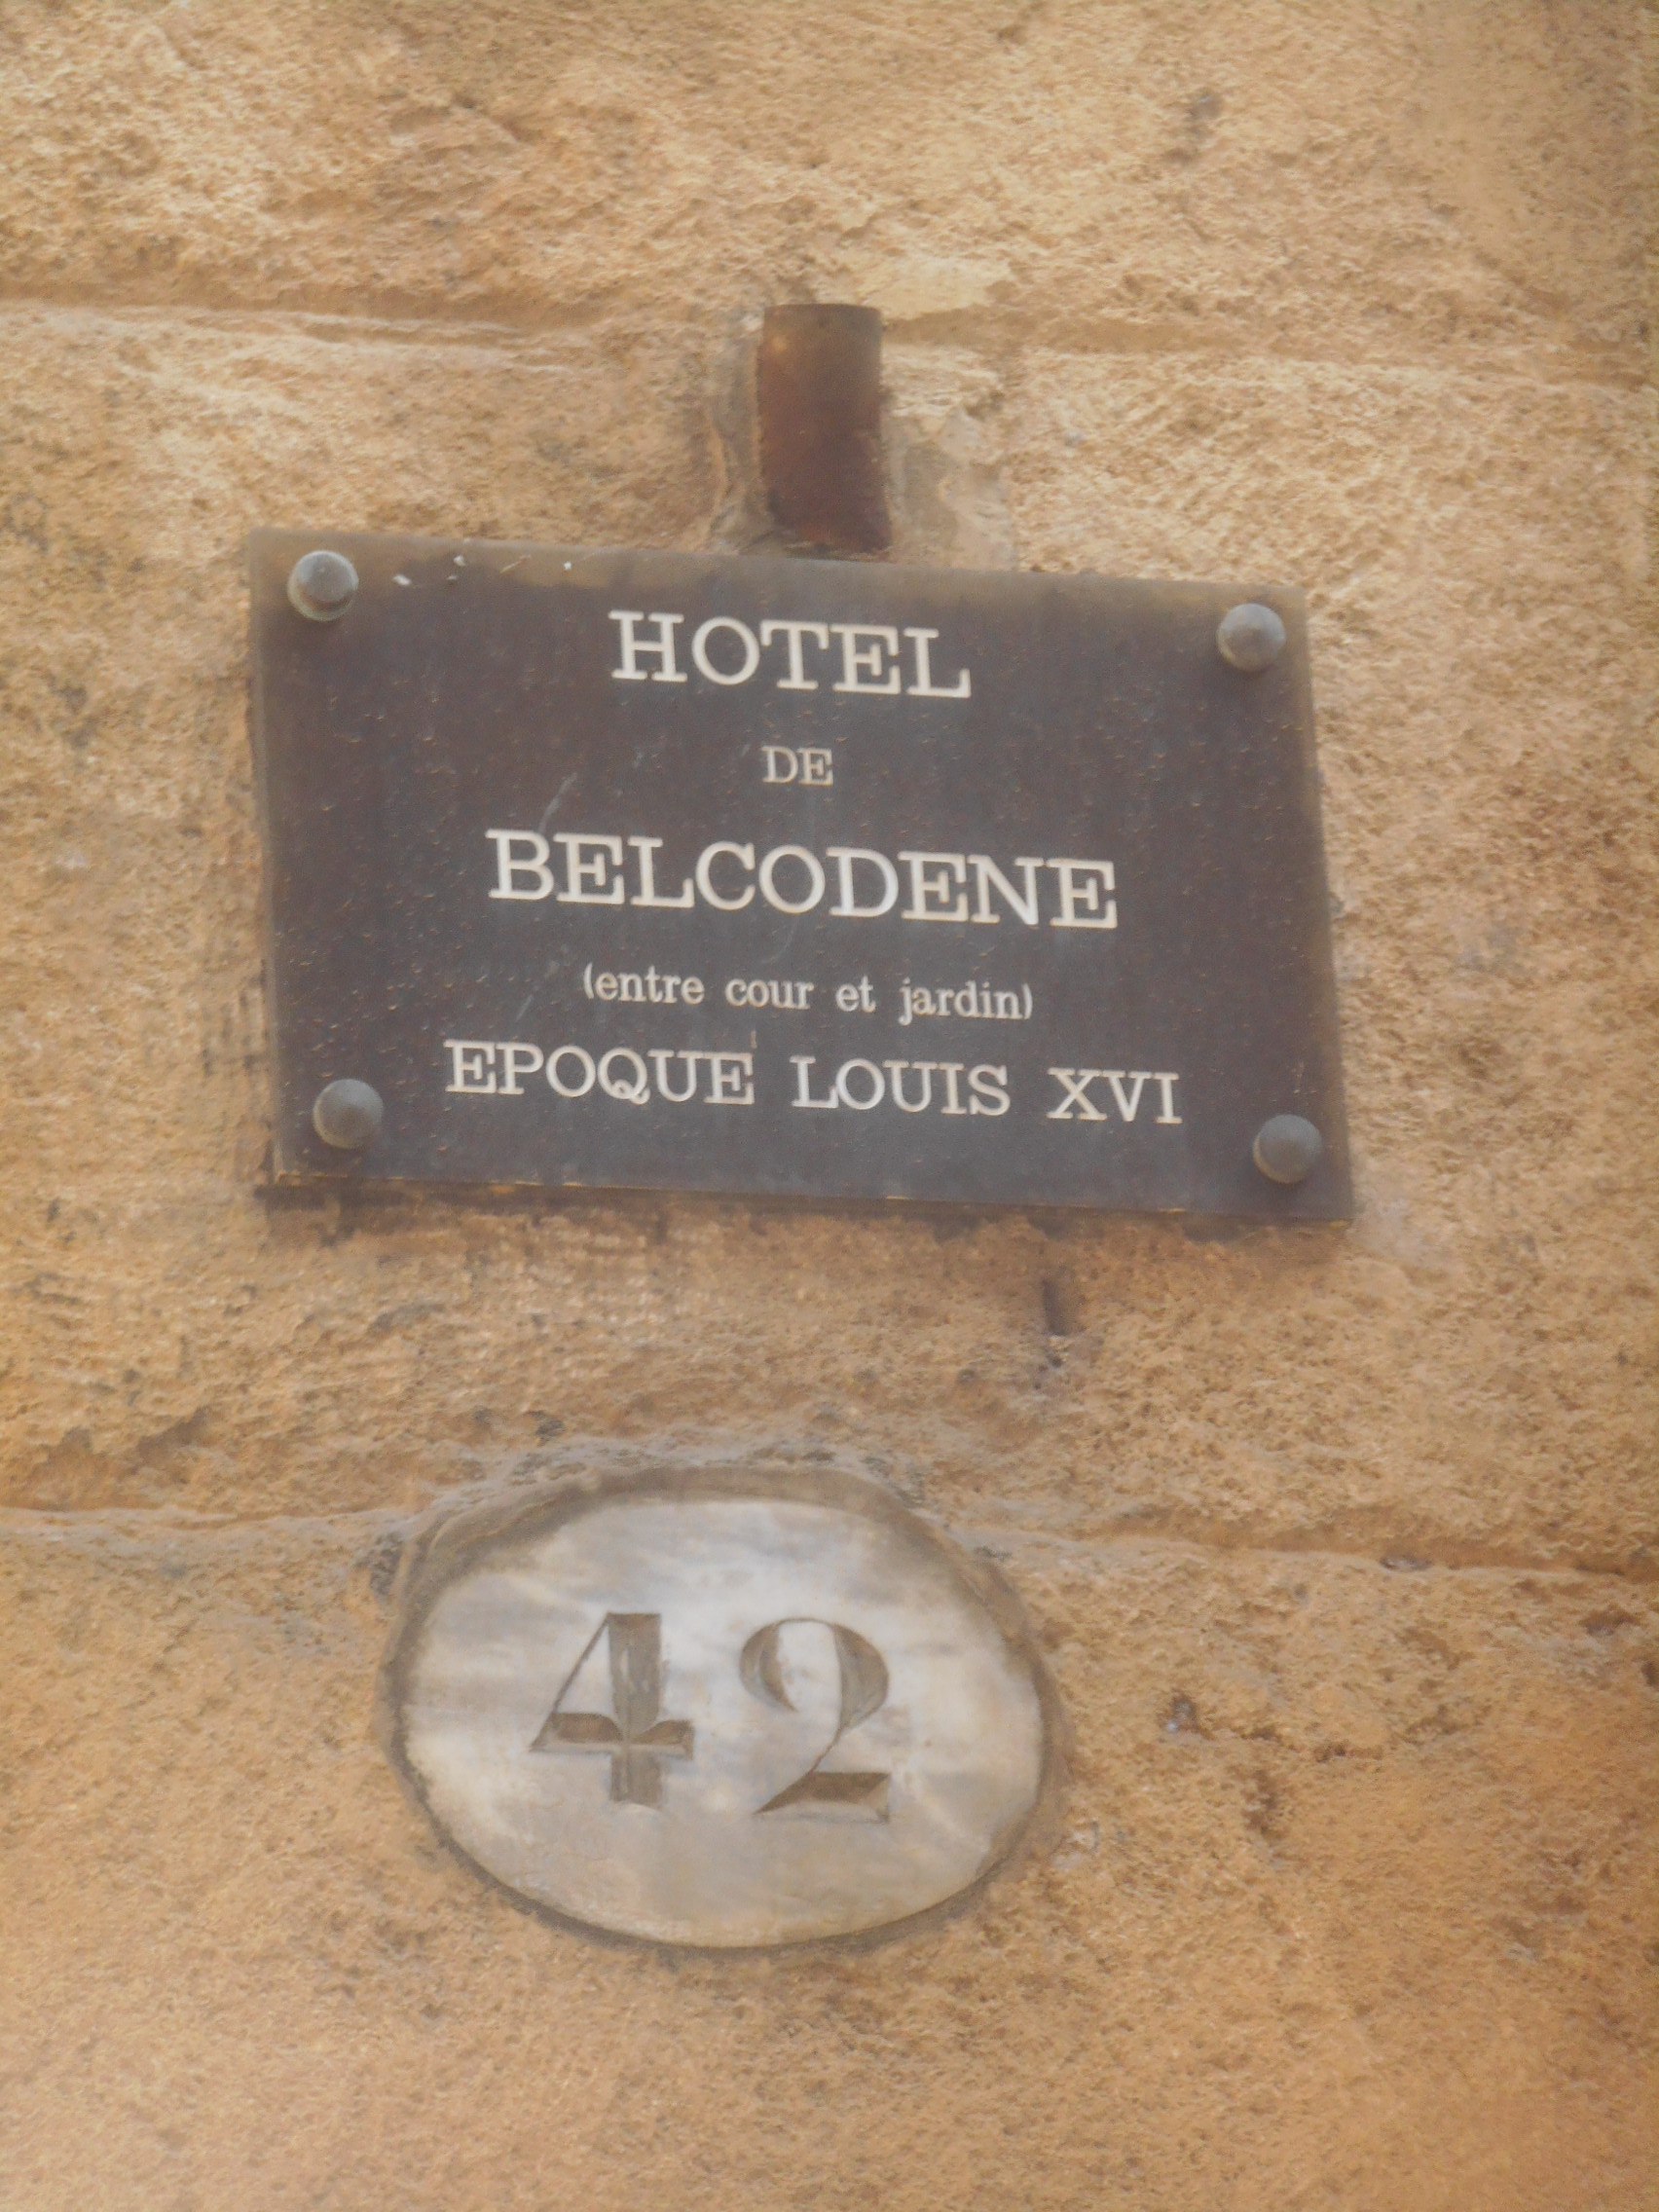 HOTEL
DE
BELCODENE
(entre cour et jardin)
EPOQUE LOUIS XVI
42